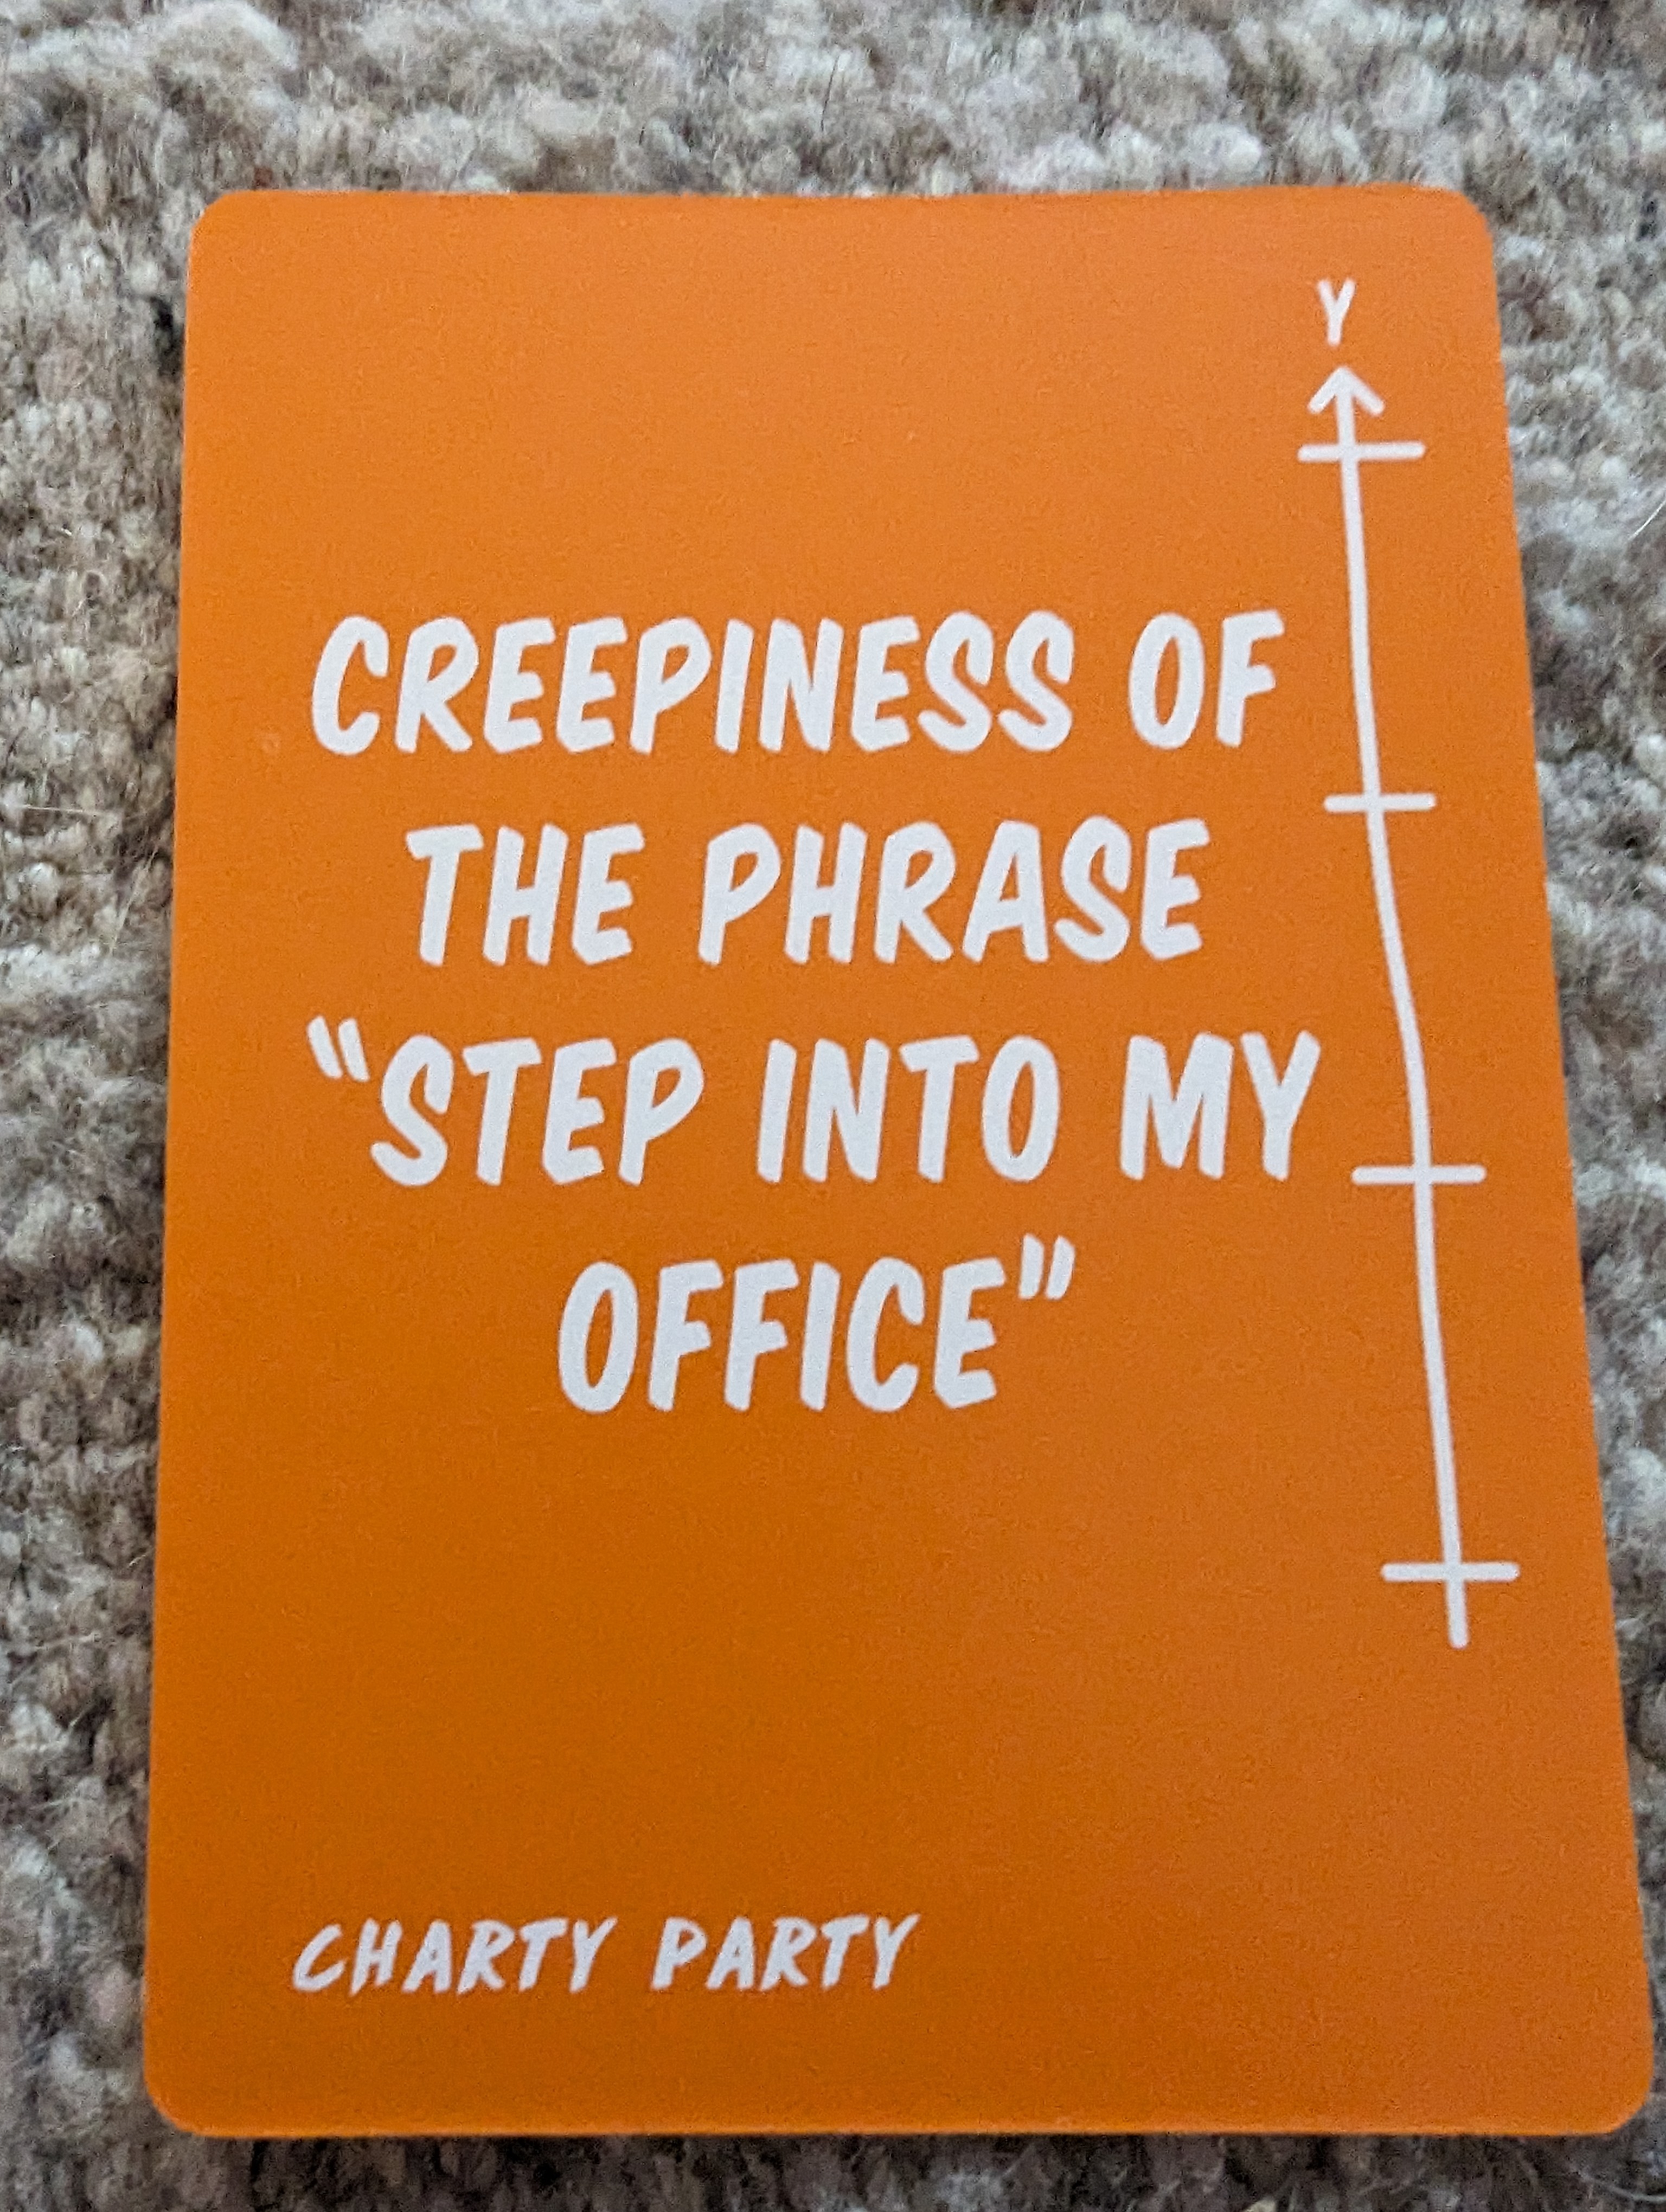 Y
CREEPINESS OF
THE PHRASE
“STEP INTO MY
OFFICE”
CHARTY PARTY